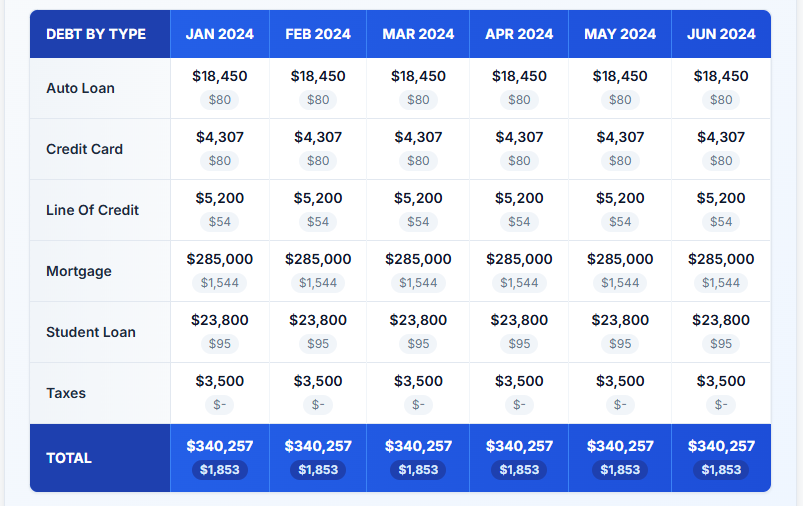 DEBT BY TYPE JAN 2024 FEB 2024 MAR 2024 APR 2024 MAY 2024 JUN 2024
Auto Loan $18,450 $18,450 $18,450 $18,450 $18,450 $18,450
$80 $80 $80 $80 $80 $80
Credit Card $4,307 $4,307 $4,307 $4,307 $4,307 $4,307
$80 $80 $80 $80 $80 $80
Line Of Credit $5,200 $5,200 $5,200 $5,200 $5,200 $5,200
$54 $54 $54 $54 $54 $54
Mortgage $285,000 $285,000 $285,000 $285,000 $285,000 $285,000
$1,544 $1,544 $1,544 $1,544 $1,544 $1,544
Student Loan $23,800 $23,800 $23,800 $23,800 $23,800 $23,800
$95 $95 $95 $95 $95 $95
Taxes $3,500 $3,500 $3,500 $3,500 $3,500 $3,500
$- $- $- $- $- $-
TOTAL $340,257 $340,257 $340,257 $340,257 $340,257 $340,257
$1,853 $1,853 $1,853 $1,853 $1,853 $1,853